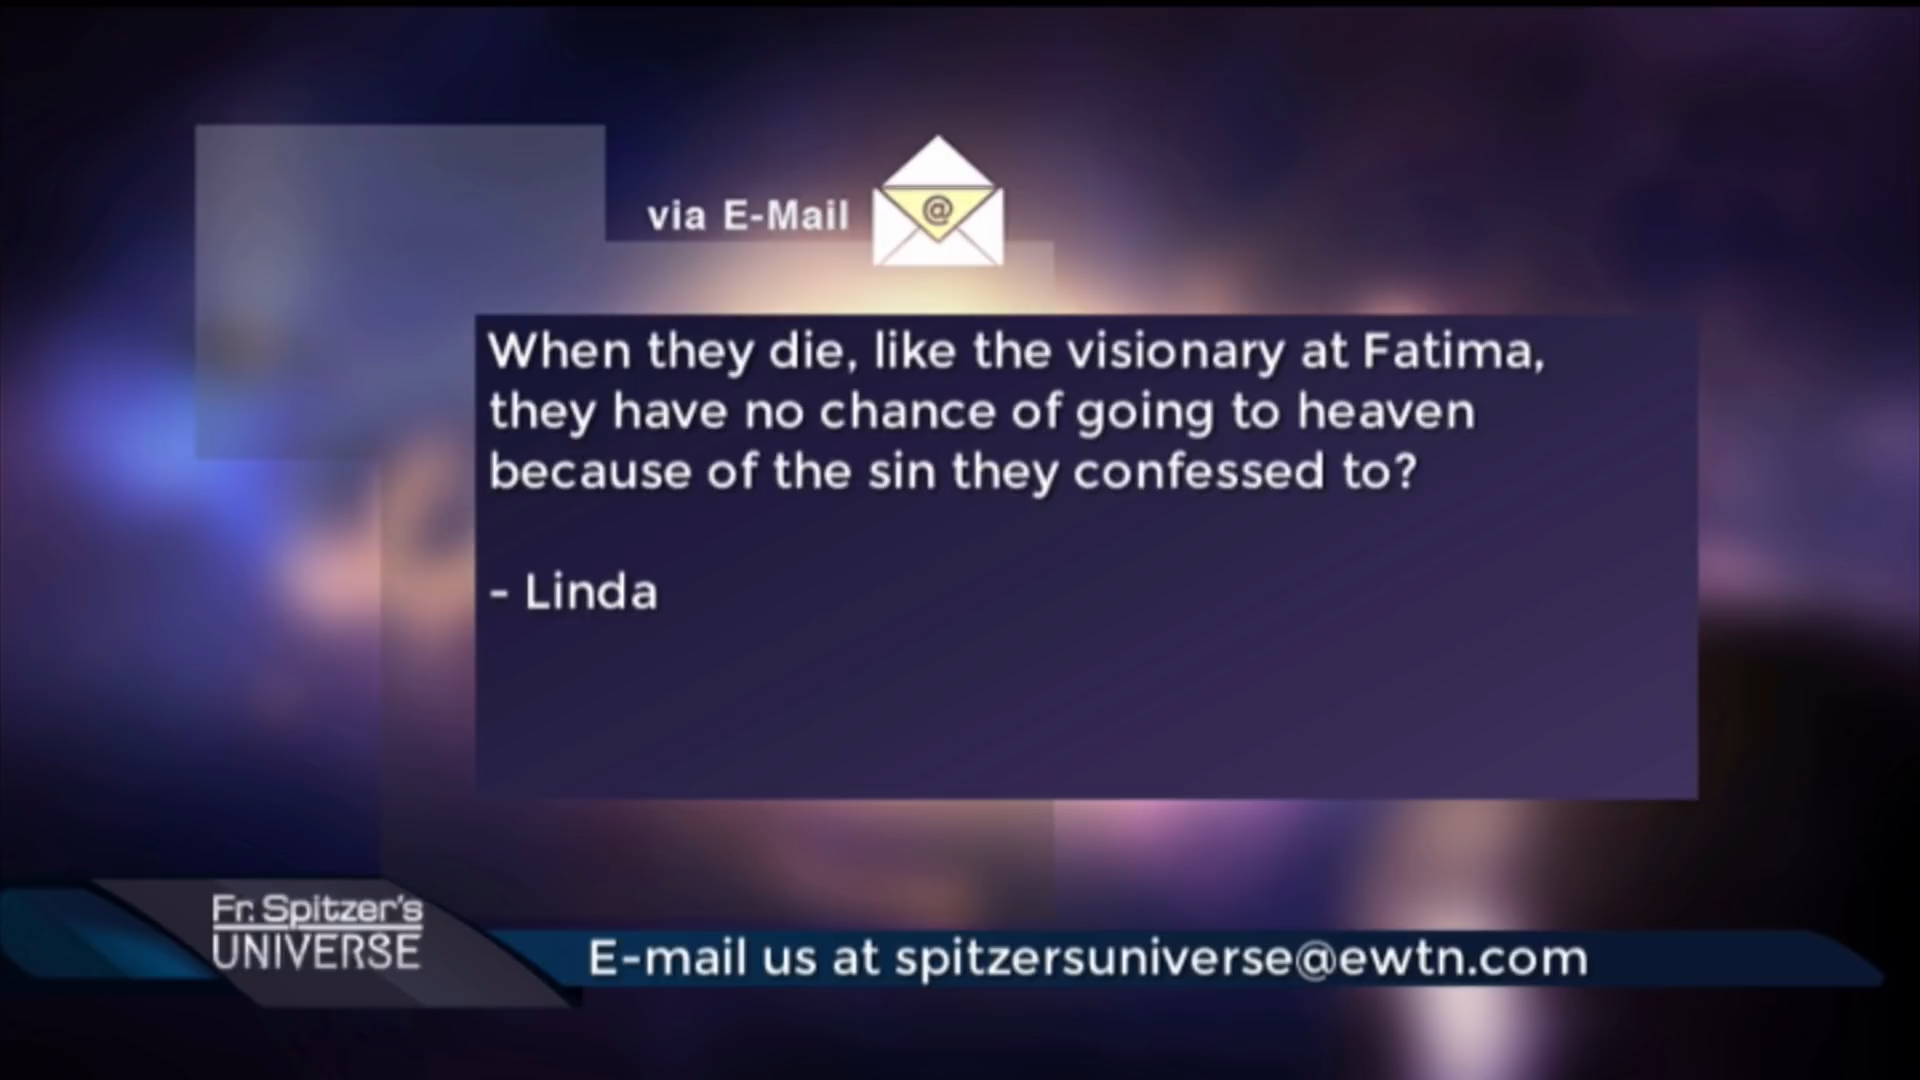 via E-Mail
@
When they die, like the visionary at Fatima,
they have no chance of going to heaven
because of the sin they confessed to?
- Linda
Fr. Spitzer's
UNIVERSE
E-mail us at spitzersuniverse@ewtn.com